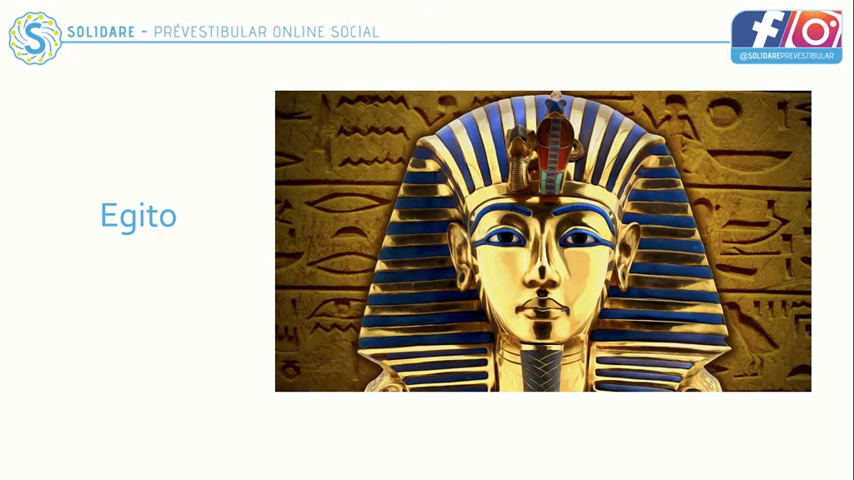 SOLIDARE - PRÉVESTIBULAR ONLINE SOCIAL
@SOLIDAREPREVESTIBULAR
Egito